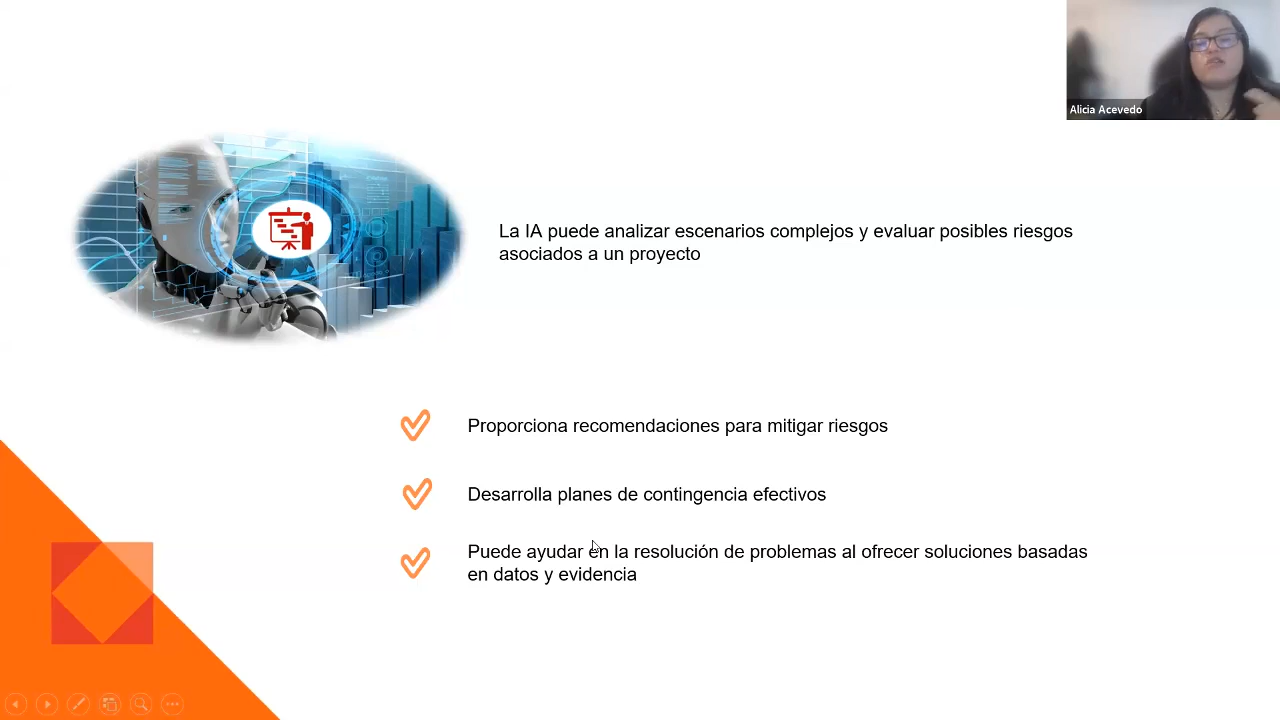 Alicia Acevedo
La IA puede analizar escenarios complejos y evaluar posibles riesgos
asociados a un proyecto
Proporciona recomendaciones para mitigar riesgos
Desarrolla planes de contingencia efectivos
Puede ayudar en la resolución de problemas al ofrecer soluciones basadas
en datos y evidencia